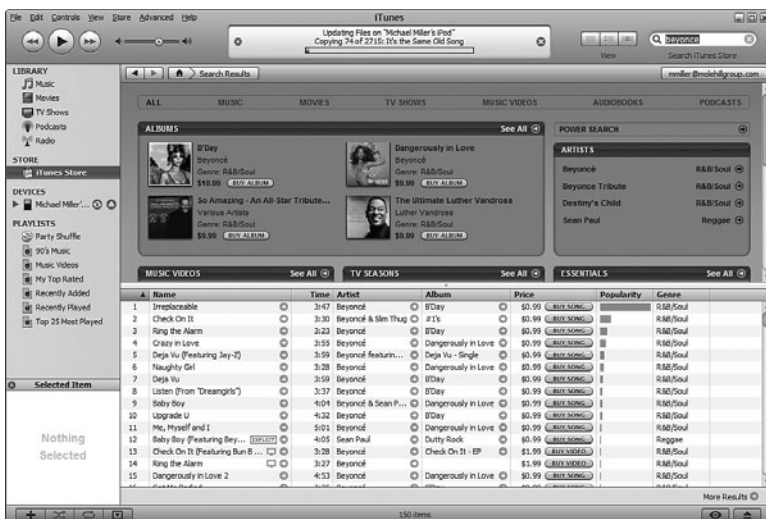 File Edit Controls View Store Advanced Help
iTunes
Updating Files on "Michael Miller's iPod"
Copying 74 of 2715: It's the Same Old Song
beyonce
View
Search iTunes Store
LIBRARY
Music
Movies
TV Shows
Podcasts
Radio
STORE
iTunes Store
DEVICES
Michael Miller'...
PLAYLISTS
Party Shuffle
90's Music
Music Videos
My Top Rated
Recently Added
Recently Played
Top 25 Most Played
Selected Item
Nothing
Selected
Search Results
mmiller@molehillgroup.com
ALL MUSIC MOVIES TV SHOWS MUSIC VIDEOS AUDIOBOOKS PODCASTS
ALBUMS See All
B'Day
Beyoncé
Genre: R&B/Soul
$10.99 BUY ALBUM
Dangerously in Love
Beyoncé
Genre: R&B/Soul
$9.99 BUY ALBUM
So Amazing - An All-Star Tribute...
Various Artists
Genre: R&B/Soul
$9.99 BUY ALBUM
The Ultimate Luther Vandross
Luther Vandross
Genre: R&B/Soul
$9.99 BUY ALBUM
POWER SEARCH
ARTISTS
Beyoncé R&B/Soul
Beyonce Tribute R&B/Soul
Destiny's Child R&B/Soul
Sean Paul Reggae
MUSIC VIDEOS See All
TV SEASONS See All
ESSENTIALS See All
Name Time Artist Album Price Popularity Genre
1 Irreplaceable 3:47 Beyoncé B'Day $0.99 BUY SONG R&B/Soul
2 Check On It 3:30 Beyoncé & Slim Thug #1's $0.99 BUY SONG R&B/Soul
3 Ring the Alarm 3:23 Beyoncé B'Day $0.99 BUY SONG R&B/Soul
4 Crazy in Love 3:55 Beyoncé Dangerously in Love $0.99 BUY SONG R&B/Soul
5 Deja Vu (Featuring Jay-Z) 3:59 Beyoncé featurin... Deja Vu - Single $0.99 BUY SONG R&B/Soul
6 Naughty Girl 3:28 Beyoncé Dangerously in Love $0.99 BUY SONG R&B/Soul
7 Deja Vu 3:59 Beyoncé B'Day $0.99 BUY SONG R&B/Soul
8 Listen (From "Dreamgirls") 3:37 Beyoncé B'Day $0.99 BUY SONG R&B/Soul
9 Baby Boy 4:04 Beyoncé & Sean P... Dangerously in Love $0.99 BUY SONG R&B/Soul
10 Upgrade U 4:32 Beyoncé B'Day $0.99 BUY SONG R&B/Soul
11 Me, Myself and I 5:01 Beyoncé Dangerously in Love $0.99 BUY SONG R&B/Soul
12 Baby Boy (Featuring Bey... EXPLICIT 4:05 Sean Paul Dutty Rock $0.99 BUY SONG Reggae
13 Check On It (Featuring Bun B ... 3:28 Beyoncé Check On It - EP $1.99 BUY VIDEO R&B/Soul
14 Ring the Alarm 3:27 Beyoncé $1.99 BUY VIDEO R&B/Soul
15 Dangerously in Love 2 4:53 Beyoncé Dangerously in Love $0.99 BUY SONG R&B/Soul
More Results
150 items